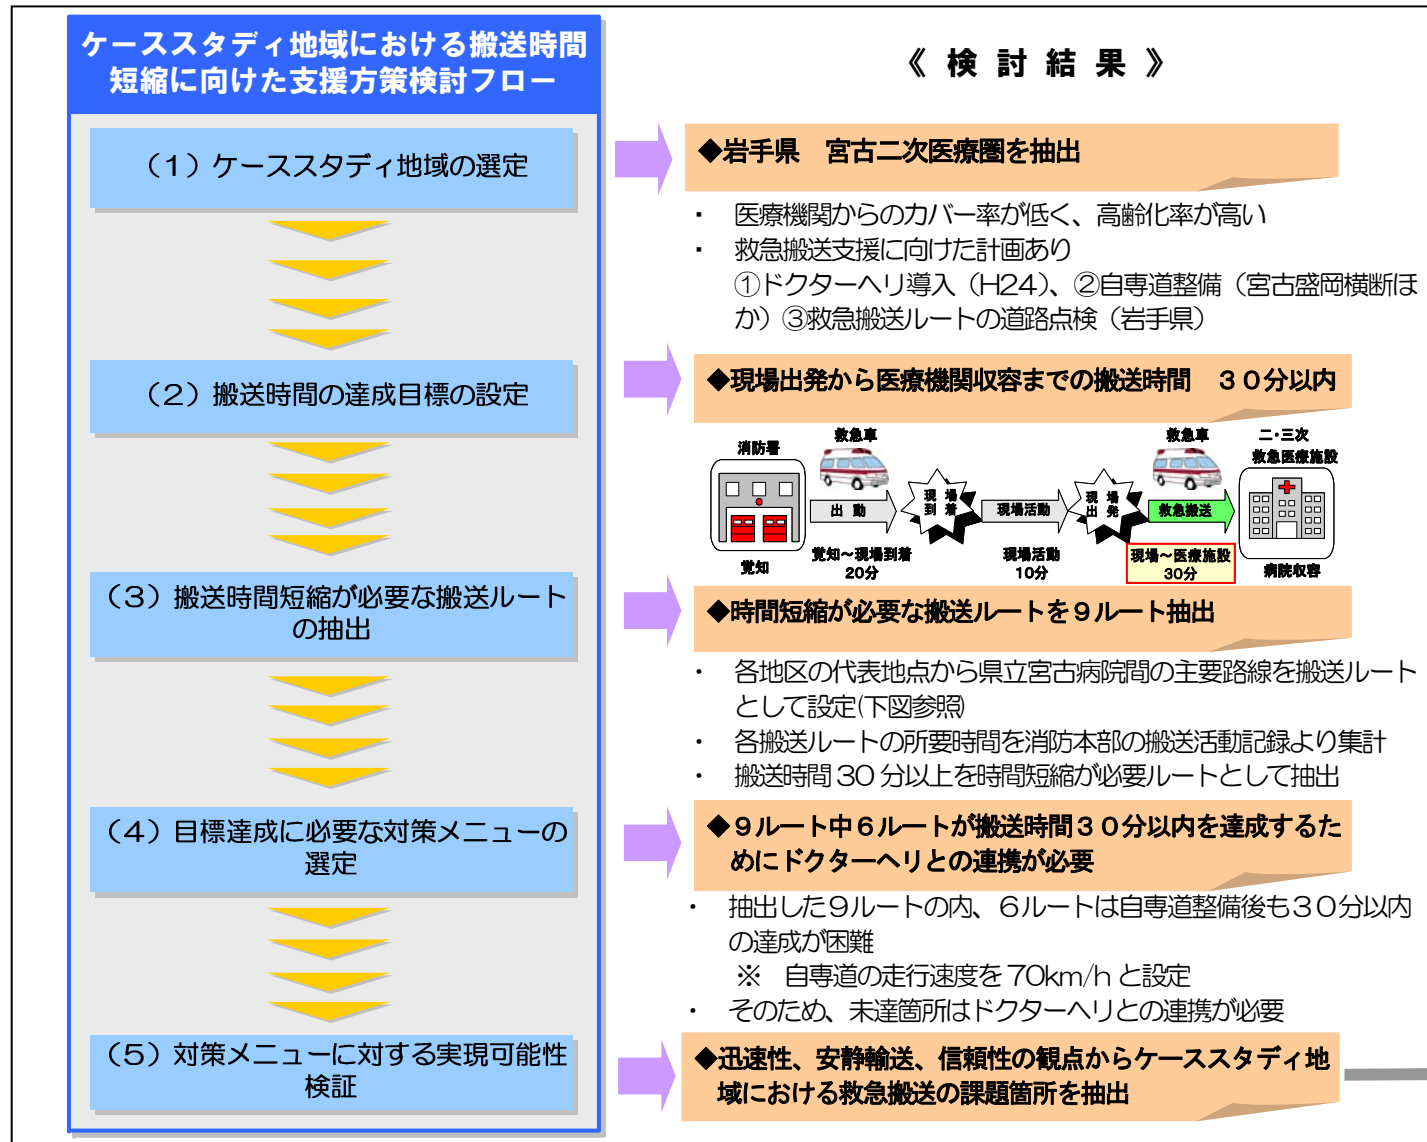 ケーススタディ地域における搬送時間
短縮に向けた支援方策検討フロー
《 検 討 結 果 》
（１）ケーススタディ地域の選定
◆岩手県　宮古二次医療圏を抽出
・ 医療機関からのカバー率が低く、高齢化率が高い
・ 救急搬送支援に向けた計画あり
①ドクターヘリ導入（H24）、②自専道整備（宮古盛岡横断ほ
か）③救急搬送ルートの道路点検（岩手県）
（２）搬送時間の達成目標の設定
◆現場出発から医療機関収容までの搬送時間　３０分以内
消防署
救急車
救急車
二・三次
救急医療施設
出 動
現 場
到 着
現場活動
現 場
出 発
救急搬送
覚知
覚知～現場到着
20分
現場活動
10分
現場～医療施設
30分
病院収容
（３）搬送時間短縮が必要な搬送ルート
の抽出
◆時間短縮が必要な搬送ルートを９ルート抽出
・ 各地区の代表地点から県立宮古病院間の主要路線を搬送ルート
として設定(下図参照)
・ 各搬送ルートの所要時間を消防本部の搬送活動記録より集計
・ 搬送時間 30 分以上を時間短縮が必要ルートとして抽出
（４）目標達成に必要な対策メニューの
選定
◆９ルート中６ルートが搬送時間３０分以内を達成するた
めにドクターヘリとの連携が必要
・ 抽出した９ルートの内、６ルートは自専道整備後も３０分以内
の達成が困難
※　自専道の走行速度を 70km/h と設定
・ そのため、未達箇所はドクターヘリとの連携が必要
（５）対策メニューに対する実現可能性
検証
◆迅速性、安静輸送、信頼性の観点からケーススタディ地
域における救急搬送の課題箇所を抽出